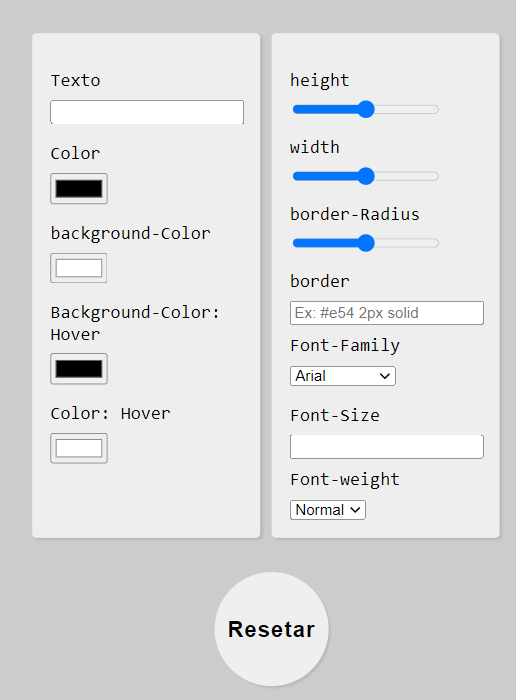 Texto
Color
background-Color
Background-Color:
Hover
Color: Hover
height
width
border-Radius
border
Ex: #e54 2px solid
Font-Family
Arial
Font-Size
Font-weight
Normal
Resetar